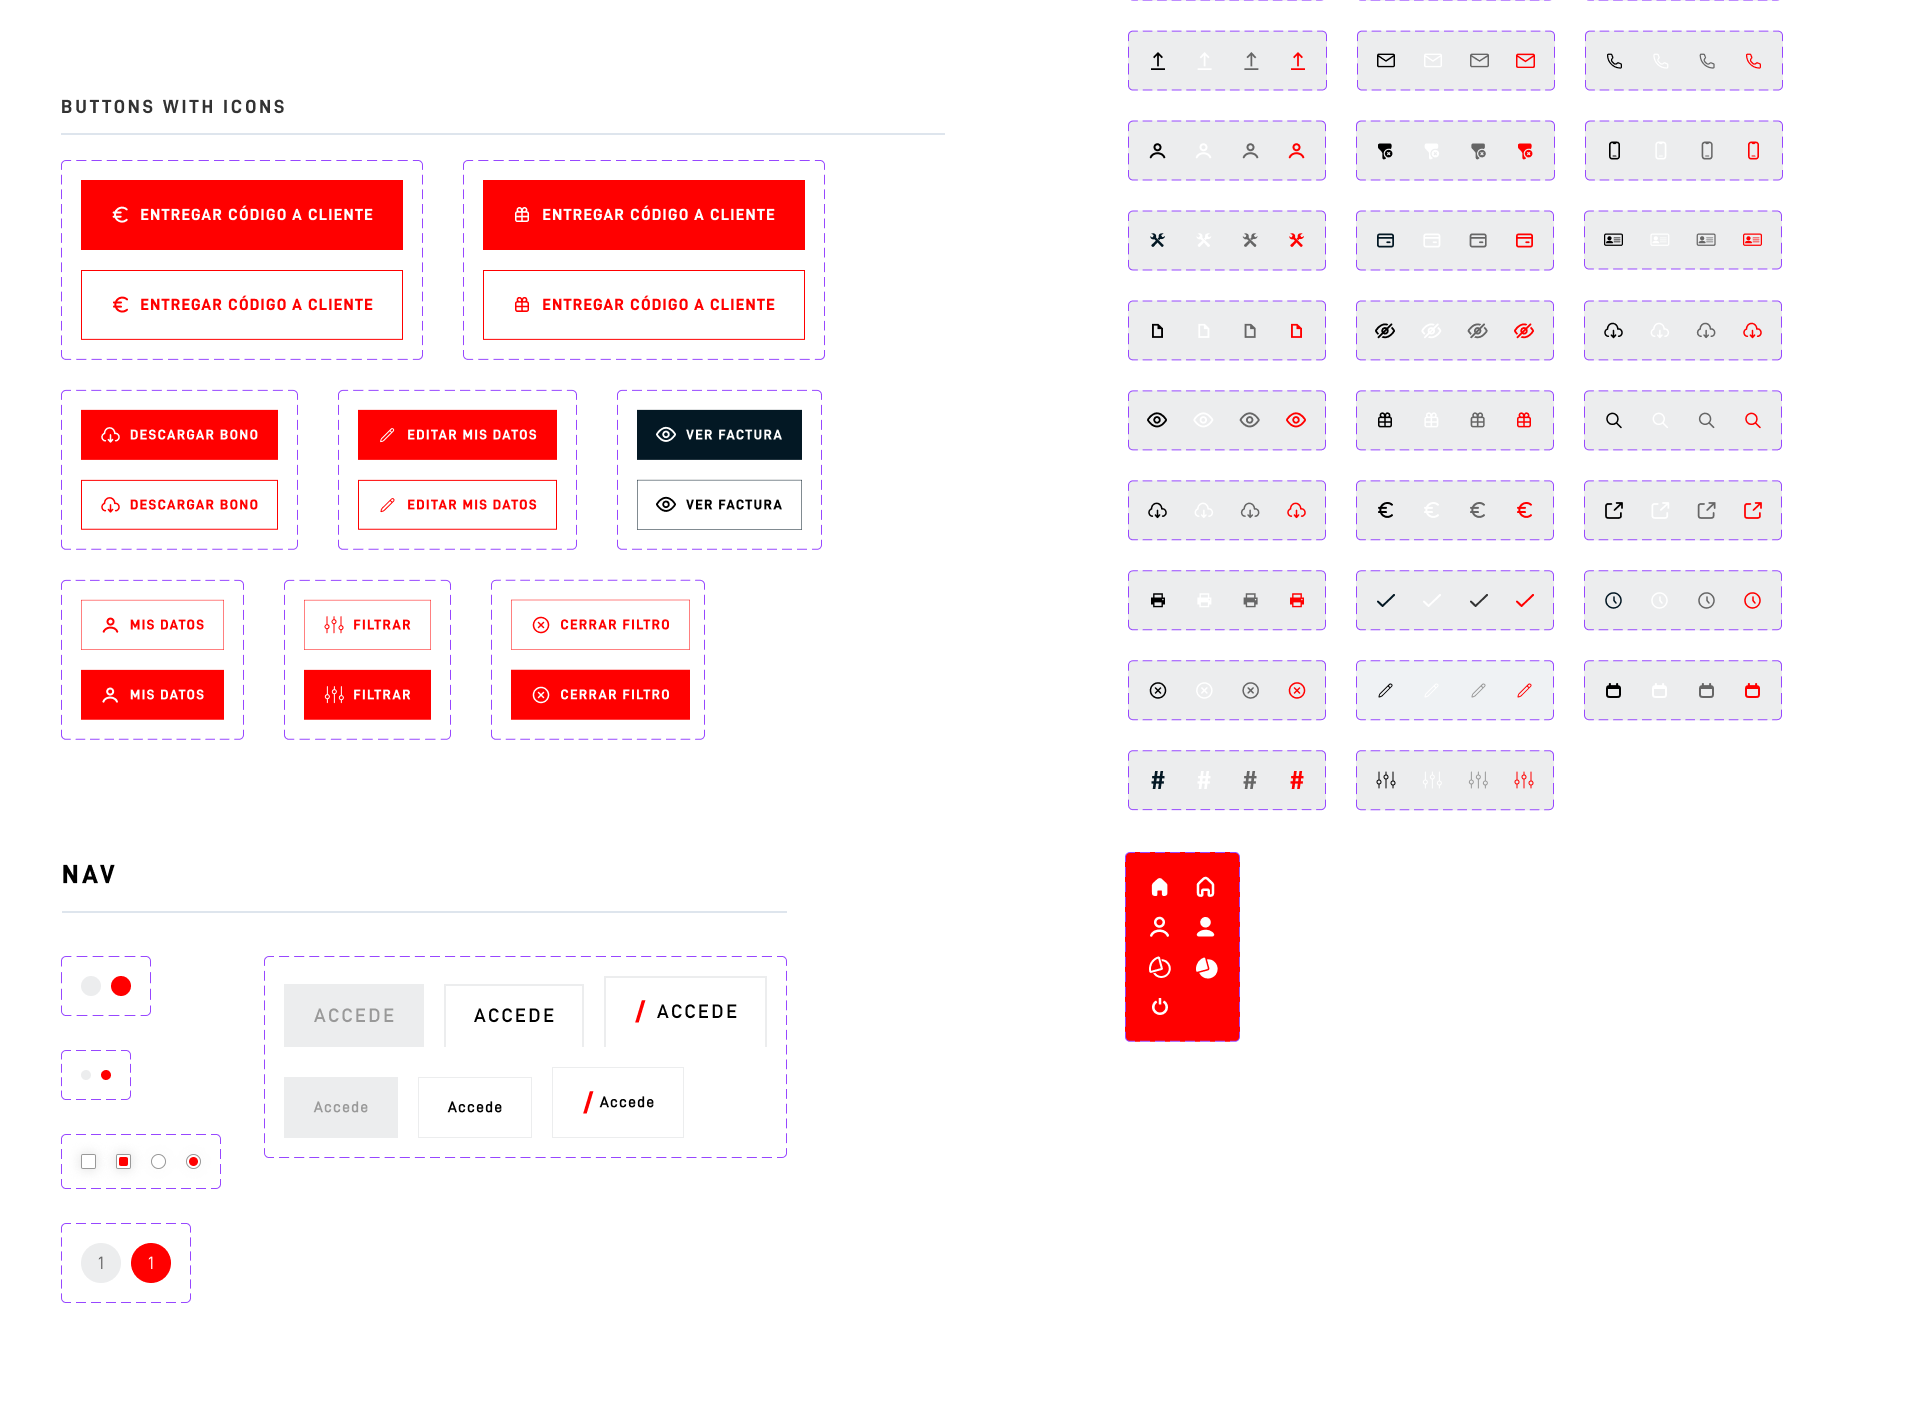 BUTTONS WITH ICONS
€ ENTREGAR CÓDIGO A CLIENTE
ENTREGAR CÓDIGO A CLIENTE
€ ENTREGAR CÓDIGO A CLIENTE
ENTREGAR CÓDIGO A CLIENTE
DESCARGAR BONO
EDITAR MIS DATOS
VER FACTURA
DESCARGAR BONO
EDITAR MIS DATOS
VER FACTURA
MIS DATOS
FILTRAR
CERRAR FILTRO
MIS DATOS
FILTRAR
CERRAR FILTRO
NAV
ACCEDE
ACCEDE
/ ACCEDE
Accede
Accede
/ Accede
1
1
€ € € €
# # # #